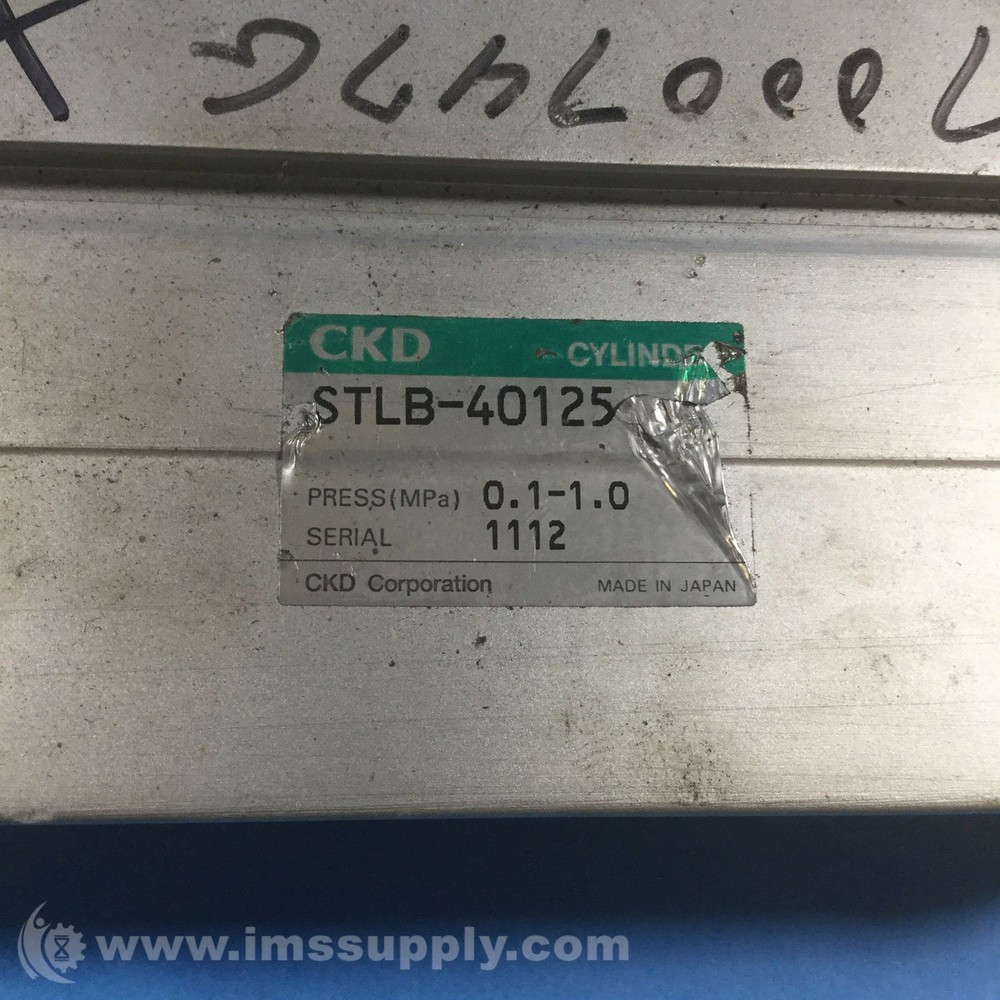 CKD CYLINDE
STLB-40125
PRESS(MPa) 0.1-1.0
SERIAL 1112
CKD Corporation MADE IN JAPAN
www.imssupply.com